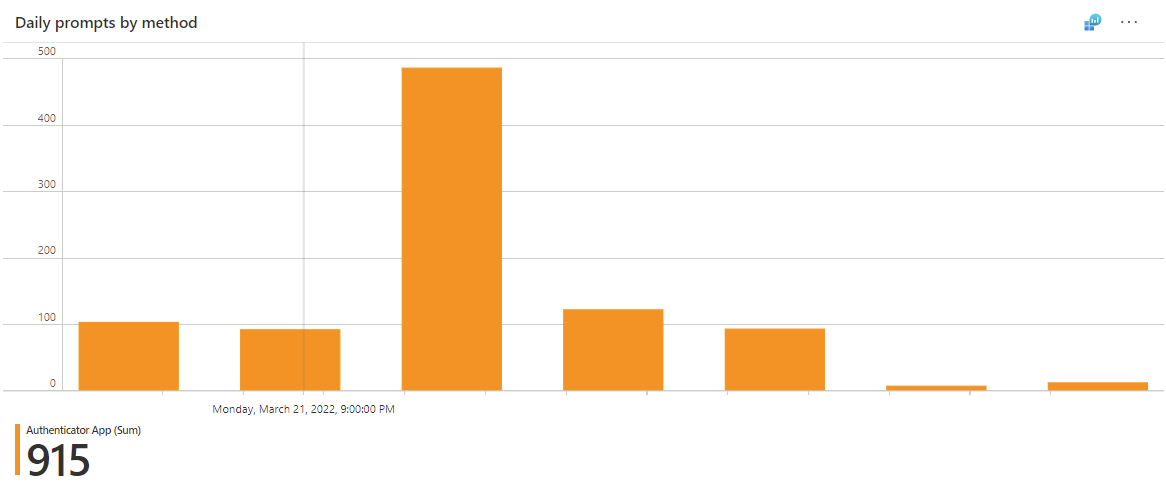 Daily prompts by method
500
400
300
200
100
0
Monday, March 21, 2022, 9:00:00 PM
Authenticator App (Sum)
915